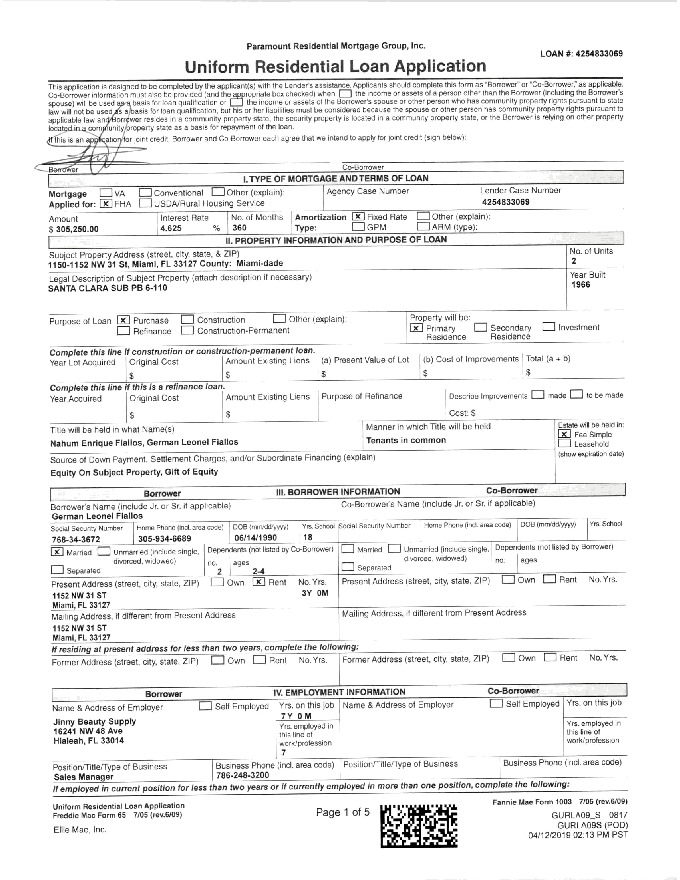 Paramount Residential Mortgage Group, Inc.
LOAN #: 4254833069
Uniform Residential Loan Application
This application is designed to be completed by the applicant(s) with the Lender's assistance. Applicants should complete this form as "Borrower" or "Co-Borrower," as applicable.
Co-Borrower information must also be provided (and the appropriate box checked) when the income or assets of a person other than the Borrower (including the Borrower's
spouse) will be used as a basis for loan qualification or the income or assets of the Borrower's spouse or other person who has community property rights pursuant to state
law will not be used as a basis for loan qualification, but his or her liabilities must be considered because the spouse or other person has community property rights pursuant to
applicable law and Borrower resides in a community property state, the security property is located in a community property state, or the Borrower is relying on other property
located in a community property state as a basis for repayment of the loan.
If this is an application for joint credit, Borrower and Co-Borrower each agree that we intend to apply for joint credit (sign below):
Borrower Co-Borrower
I. TYPE OF MORTGAGE AND TERMS OF LOAN
Mortgage VA Conventional Other (explain): Agency Case Number Lender Case Number
Applied for: X FHA USDA/Rural Housing Service 4254833069
Amount Interest Rate No. of Months Amortization X Fixed Rate Other (explain):
$ 305,250.00 4.625 % 360 Type: GPM ARM (type):
II. PROPERTY INFORMATION AND PURPOSE OF LOAN
Subject Property Address (street, city, state, & ZIP) No. of Units
1150-1152 NW 31 St, Miami, FL 33127 County: Miami-dade 2
Legal Description of Subject Property (attach description if necessary) Year Built
SANTA CLARA SUB PB 6-110 1966
Purpose of Loan X Purchase Construction Other (explain): Property will be:
Refinance Construction-Permanent X Primary Residence Secondary Residence Investment
Complete this line if construction or construction-permanent loan.
Year Lot Acquired Original Cost Amount Existing Liens (a) Present Value of Lot (b) Cost of Improvements Total (a + b)
$ $ $ $ $
Complete this line if this is a refinance loan.
Year Acquired Original Cost Amount Existing Liens Purpose of Refinance Describe Improvements made to be made
$ $ Cost: $
Title will be held in what Name(s) Manner in which Title will be held Estate will be held in:
Nahum Enrique Fiallos, German Leonel Fiallos Tenants in common X Fee Simple
Leasehold
Source of Down Payment, Settlement Charges, and/or Subordinate Financing (explain) (show expiration date)
Equity On Subject Property, Gift of Equity
Borrower III. BORROWER INFORMATION Co-Borrower
Borrower's Name (include Jr. or Sr. if applicable) Co-Borrower's Name (include Jr. or Sr. if applicable)
German Leonel Fiallos
Social Security Number Home Phone (incl. area code) DOB (mm/dd/yyyy) Yrs. School Social Security Number Home Phone (incl. area code) DOB (mm/dd/yyyy) Yrs. School
768-34-3672 305-934-6689 06/14/1990 18
X Married Unmarried (include single, divorced, widowed) Dependents (not listed by Co-Borrower) Married Unmarried (include single, divorced, widowed) Dependents (not listed by Borrower)
Separated no. 2 ages 2-4 Separated no. ages
Present Address (street, city, state, ZIP) Own X Rent No. Yrs. Present Address (street, city, state, ZIP) Own Rent No. Yrs.
1152 NW 31 ST 3Y 0M
Miami, FL 33127
Mailing Address, if different from Present Address Mailing Address, if different from Present Address
1152 NW 31 ST
Miami, FL 33127
If residing at present address for less than two years, complete the following:
Former Address (street, city, state, ZIP) Own Rent No. Yrs. Former Address (street, city, state, ZIP) Own Rent No. Yrs.
Borrower IV. EMPLOYMENT INFORMATION Co-Borrower
Name & Address of Employer Self Employed Yrs. on this job Name & Address of Employer Self Employed Yrs. on this job
7 Y 0 M
Jinny Beauty Supply Yrs. employed in this line of work/profession Yrs. employed in this line of work/profession
16241 NW 48 Ave
Hialeah, FL 33014 7
Position/Title/Type of Business Business Phone (incl. area code) Position/Title/Type of Business Business Phone (incl. area code)
Sales Manager 786-248-3200
If employed in current position for less than two years or if currently employed in more than one position, complete the following:
Uniform Residential Loan Application Fannie Mae Form 1003 7/05 (rev.6/09)
Freddie Mac Form 65 7/05 (rev.6/09) Page 1 of 5 GURLA09_S 0817
Ellie Mae, Inc. GURLA09S (POD)
04/12/2019 02:13 PM PST